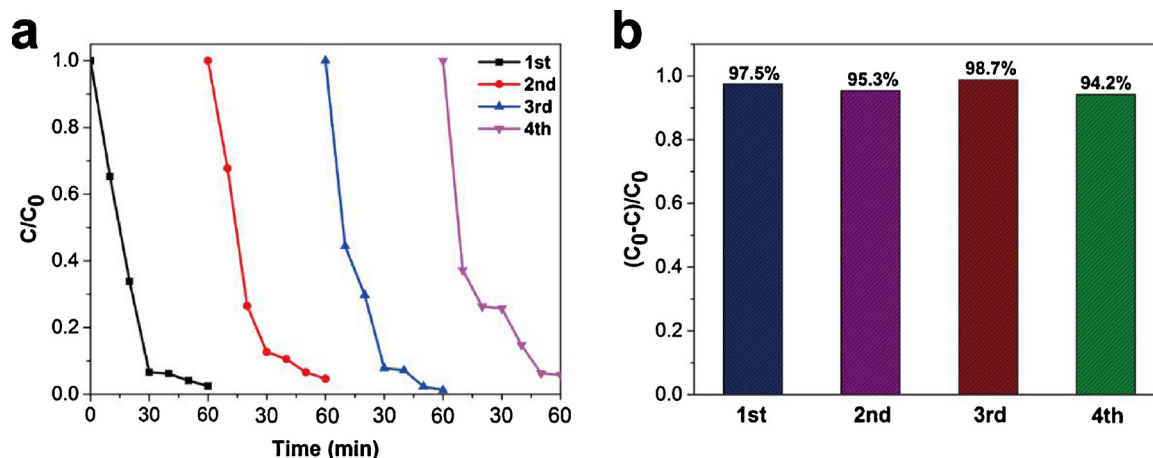 a
1.0
0.8
0.6
0.4
0.2
0.0
C/C0
1st
2nd
3rd
4th
0 30 60 30 60 30 60 30 60
Time (min)
b
1.0
0.8
0.6
0.4
0.2
0.0
(C0-C)/C0
97.5% 95.3% 98.7% 94.2%
1st 2nd 3rd 4th